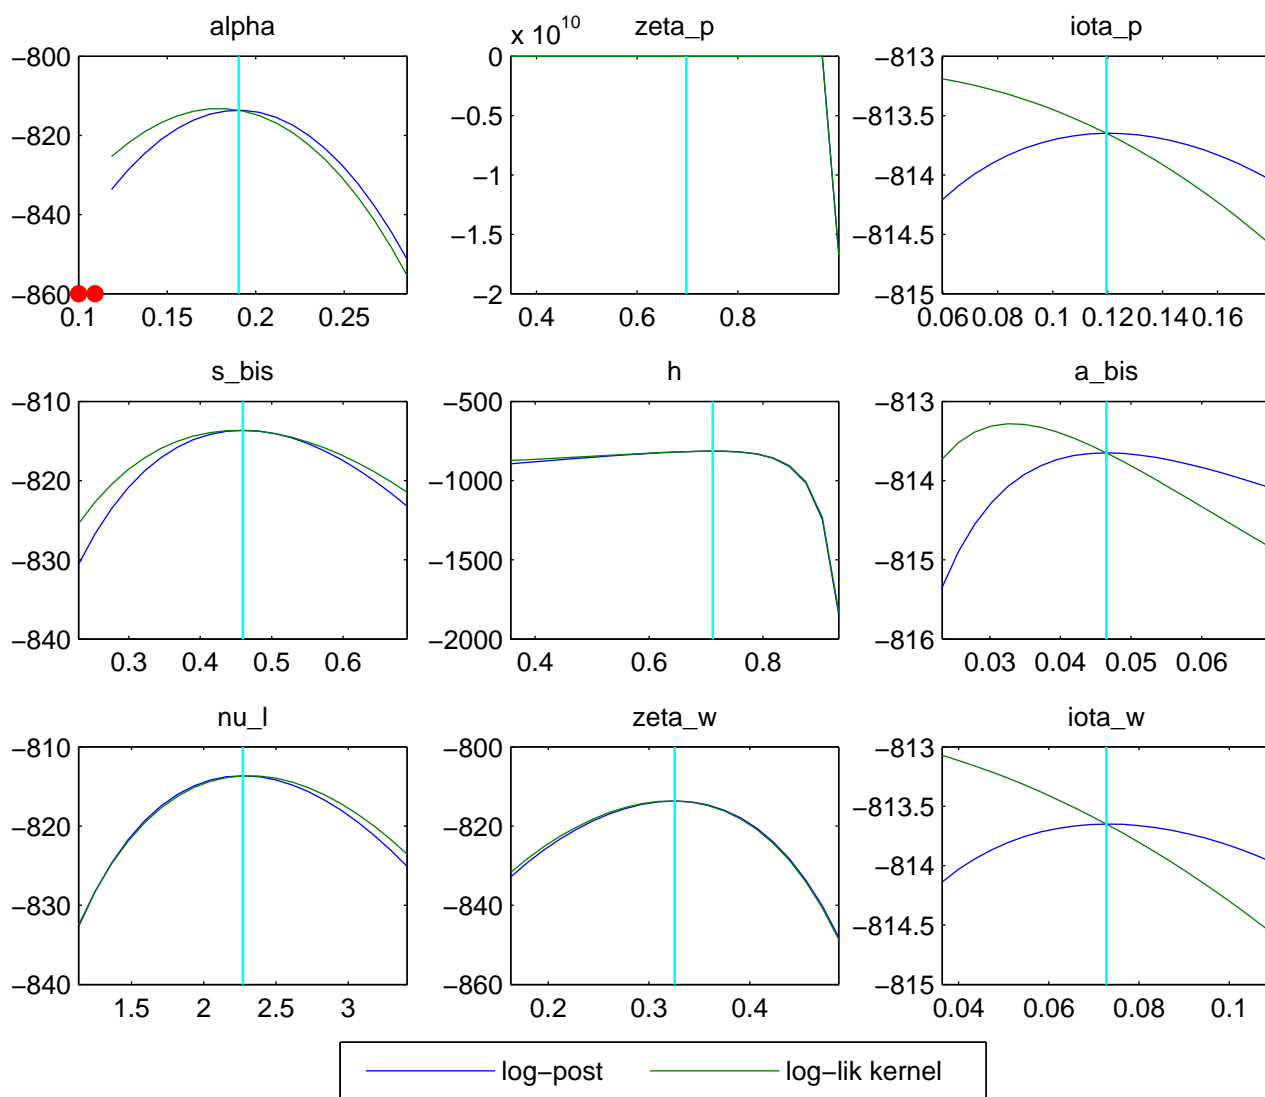 alpha
−800
−820
−840
−860
0.1 0.15 0.2 0.25
zeta_p
x 10^10
0
−0.5
−1
−1.5
−2
0.4 0.6 0.8
iota_p
−813
−813.5
−814
−814.5
−815
0.06 0.08 0.1 0.12 0.14 0.16
s_bis
−810
−820
−830
−840
0.3 0.4 0.5 0.6
h
−500
−1000
−1500
−2000
0.4 0.6 0.8
a_bis
−813
−814
−815
−816
0.03 0.04 0.05 0.06
nu_l
−810
−820
−830
−840
1.5 2 2.5 3
zeta_w
−800
−820
−840
−860
0.2 0.3 0.4
iota_w
−813
−813.5
−814
−814.5
−815
0.04 0.06 0.08 0.1
log−post log−lik kernel